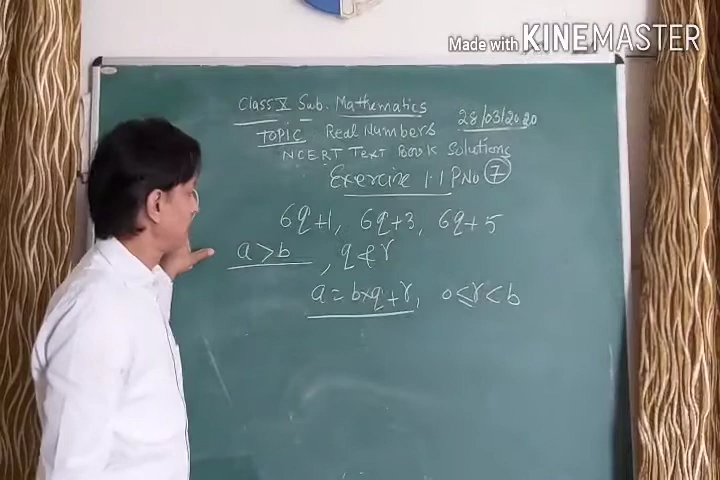 Made with KINEMASTER
Class X Sub. Mathematics
28/03/2020
TOPIC Real Numbers
NCERT Text Book Solutions
Exercise 1.1 P.No 7
6q+1, 6q+3, 6q+5
a>b, q & r
a = b×q+r, 0≤r<b